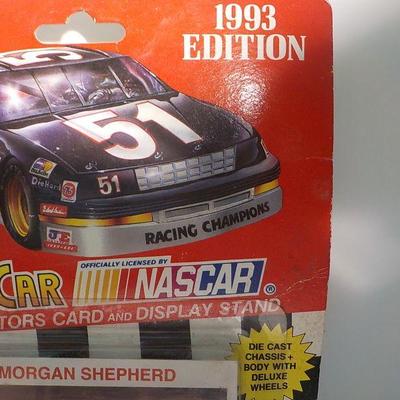 1993
EDITION
51
51
DieHard
RACING CHAMPIONS
CAR
OFFICIALLY LICENSED BY
NASCAR®
TORS CARD AND DISPLAY STAND
MORGAN SHEPHERD
DIE CAST
CHASSIS +
BODY WITH
DELUXE
WHEELS